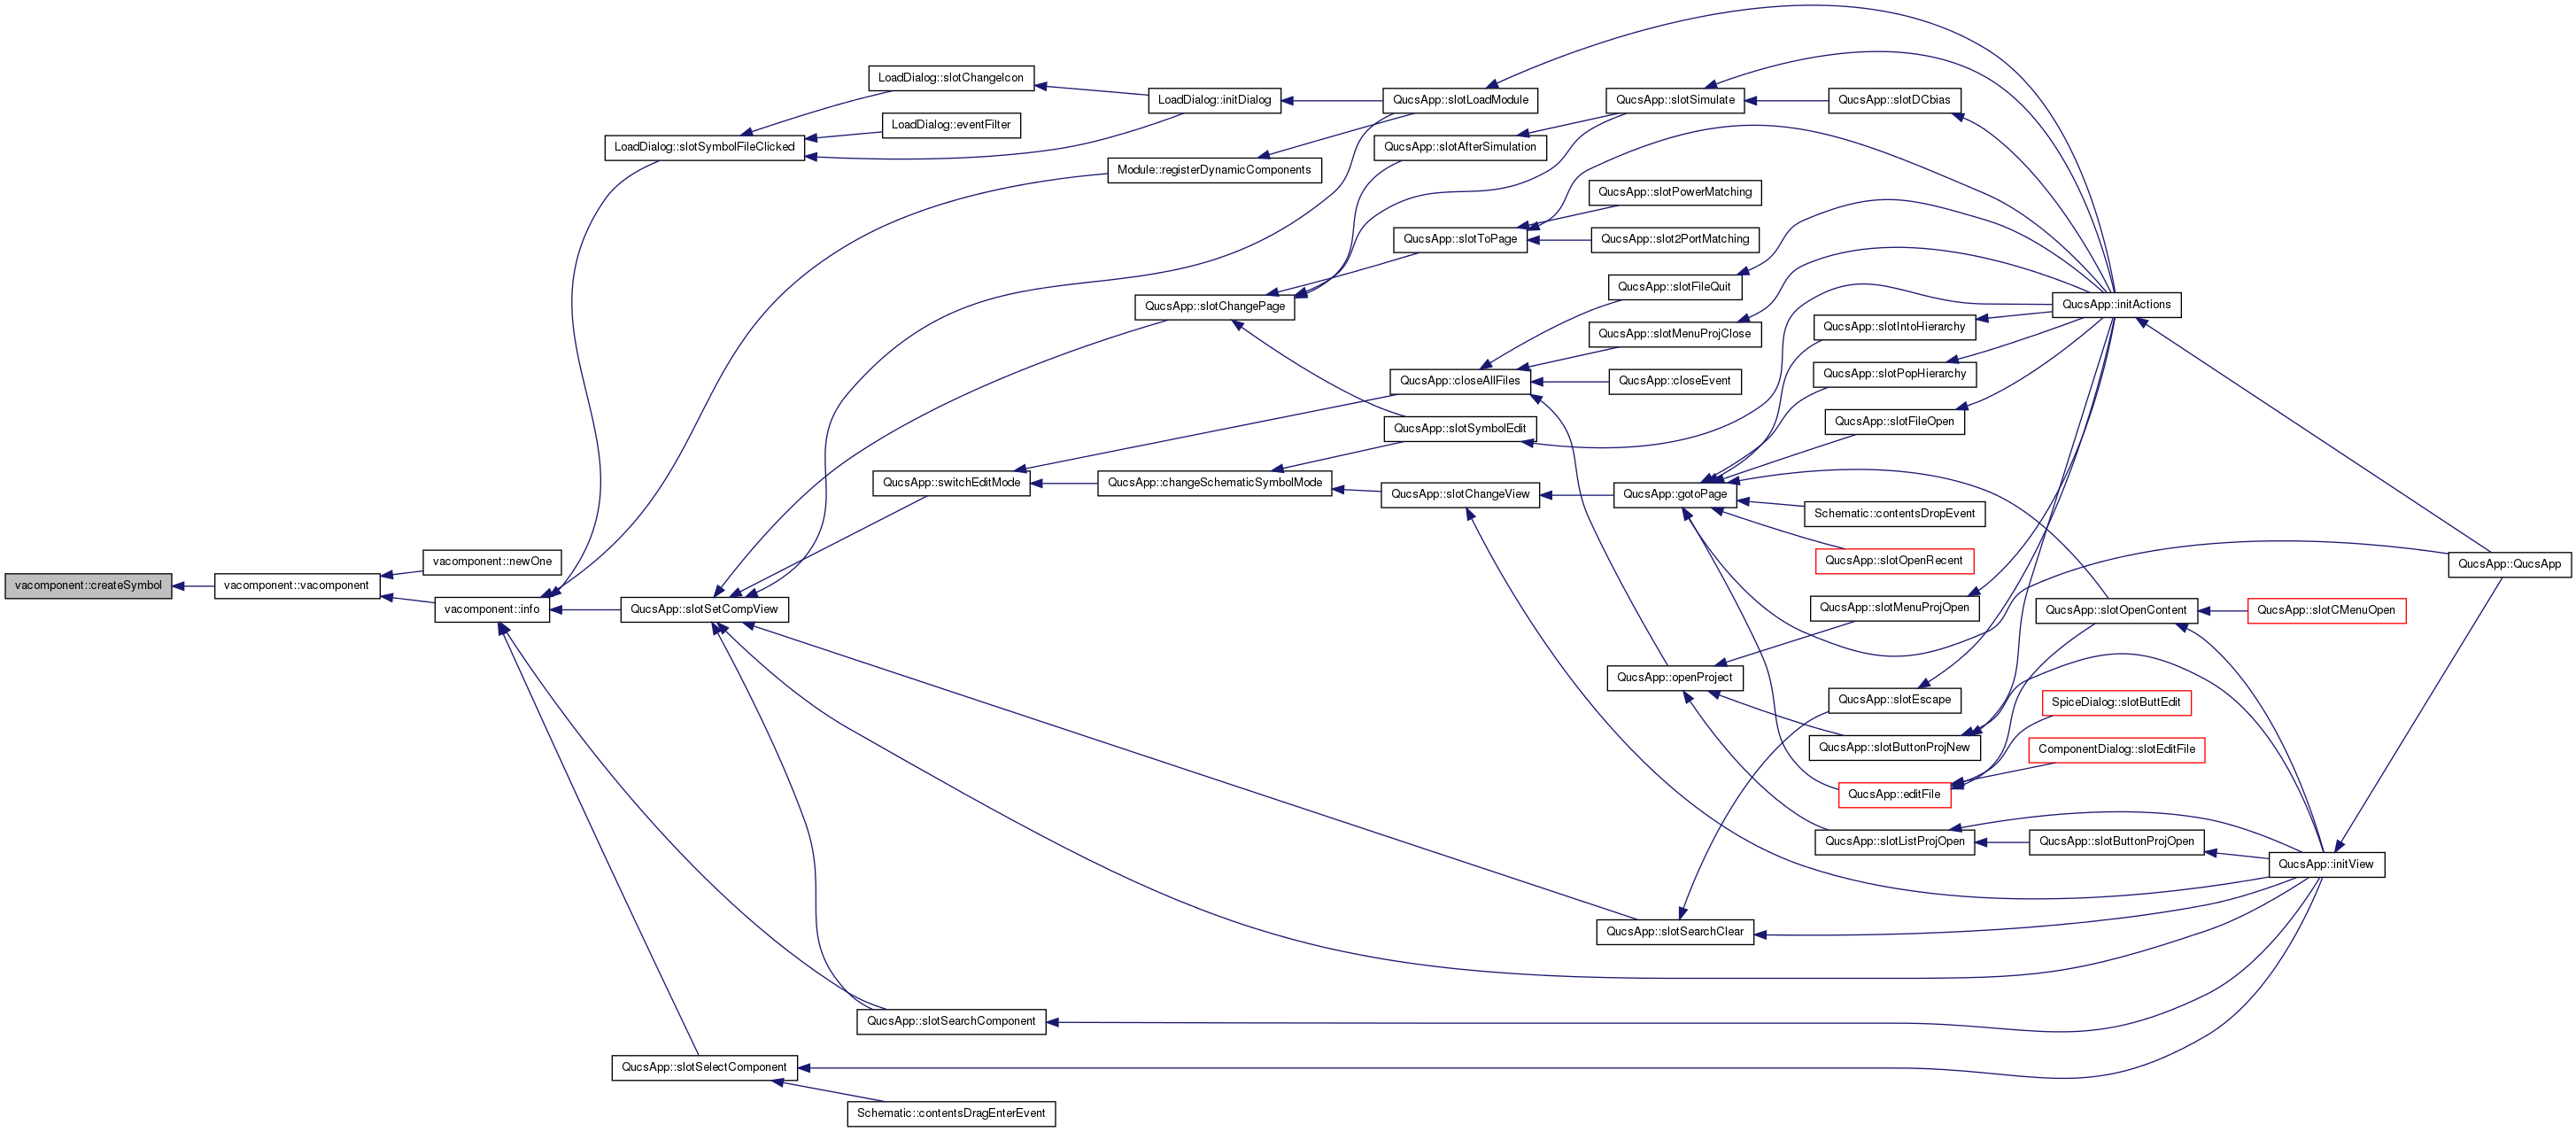 vacomponent::createSymbol
vacomponent::vacomponent
vacomponent::newOne
vacomponent::info
LoadDialog::slotSymbolFileClicked
LoadDialog::slotChangeIcon
LoadDialog::eventFilter
LoadDialog::initDialog
Module::registerDynamicComponents
QucsApp::slotLoadModule
QucsApp::slotAfterSimulation
QucsApp::slotSimulate
QucsApp::slotDCbias
QucsApp::slotPowerMatching
QucsApp::slotToPage
QucsApp::slot2PortMatching
QucsApp::slotChangePage
QucsApp::slotFileQuit
QucsApp::slotMenuProjClose
QucsApp::closeAllFiles
QucsApp::closeEvent
QucsApp::slotSymbolEdit
QucsApp::initActions
QucsApp::slotIntoHierarchy
QucsApp::slotPopHierarchy
QucsApp::slotFileOpen
QucsApp::switchEditMode
QucsApp::changeSchematicSymbolMode
QucsApp::slotChangeView
QucsApp::gotoPage
Schematic::contentsDropEvent
QucsApp::slotOpenRecent
QucsApp::QucsApp
QucsApp::slotSetCompView
QucsApp::slotMenuProjOpen
QucsApp::slotOpenContent
QucsApp::slotCMenuOpen
QucsApp::openProject
QucsApp::slotEscape
SpiceDialog::slotButtEdit
QucsApp::slotButtonProjNew
ComponentDialog::slotEditFile
QucsApp::editFile
QucsApp::slotListProjOpen
QucsApp::slotButtonProjOpen
QucsApp::initView
QucsApp::slotSearchClear
QucsApp::slotSearchComponent
QucsApp::slotSelectComponent
Schematic::contentsDragEnterEvent